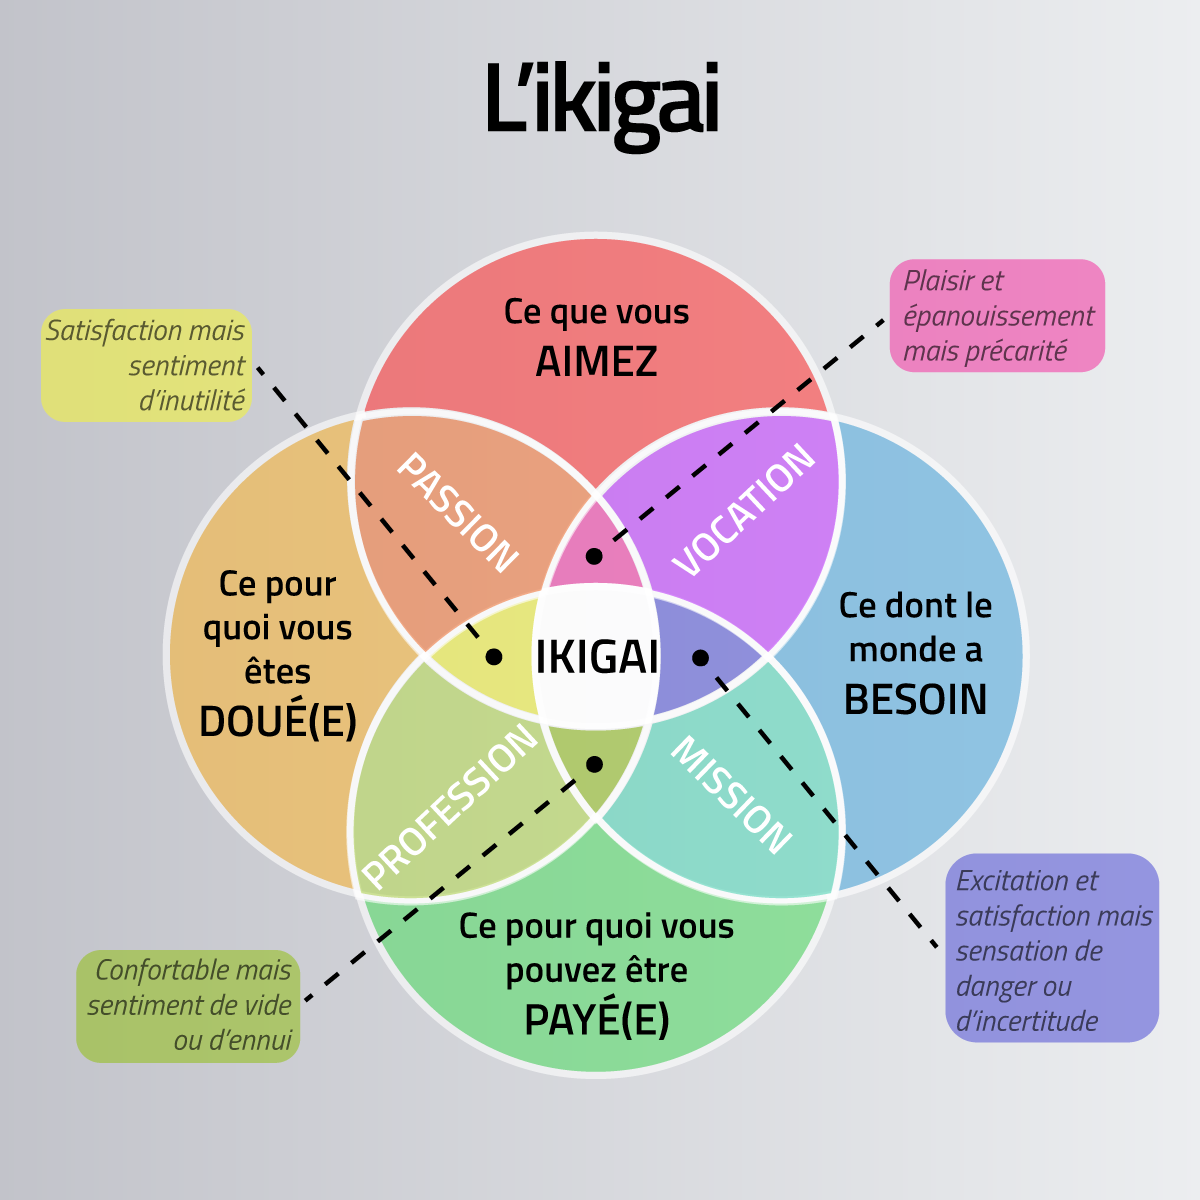 L'ikigai
Ce que vous
AIMEZ
Plaisir et
épanouissement
mais précarité
Satisfaction mais
sentiment
d'inutilité
PASSION
VOCATION
Ce pour
quoi vous
êtes
DOUÉ(E)
IKIGAI
Ce dont le
monde a
BESOIN
PROFESSION
MISSION
Ce pour quoi vous
pouvez être
PAYÉ(E)
Excitation et
satisfaction mais
sensation de
danger ou
d'incertitude
Confortable mais
sentiment de vide
ou d'ennui